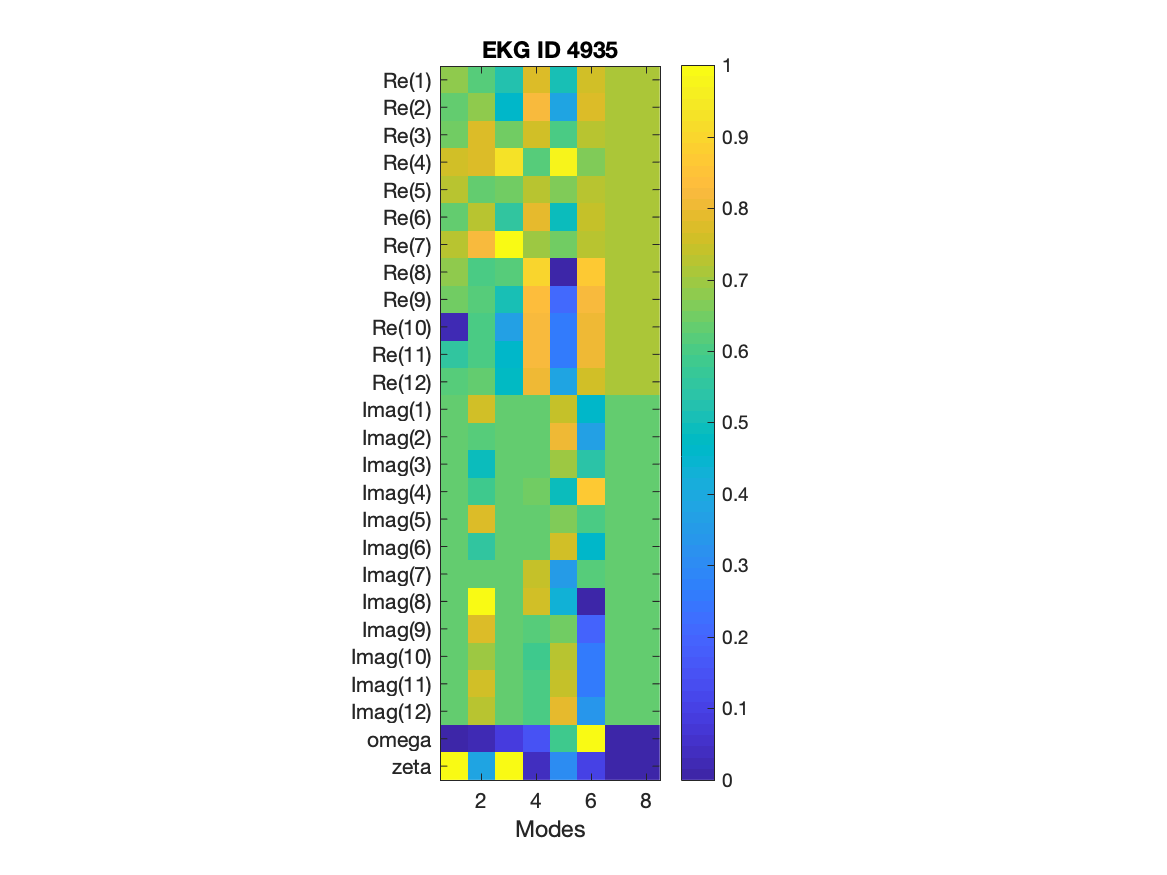 EKG ID 4935
Re(1)
Re(2)
Re(3)
Re(4)
Re(5)
Re(6)
Re(7)
Re(8)
Re(9)
Re(10)
Re(11)
Re(12)
Imag(1)
Imag(2)
Imag(3)
Imag(4)
Imag(5)
Imag(6)
Imag(7)
Imag(8)
Imag(9)
Imag(10)
Imag(11)
Imag(12)
omega
zeta
2 4 6 8
Modes
1
0.9
0.8
0.7
0.6
0.5
0.4
0.3
0.2
0.1
0